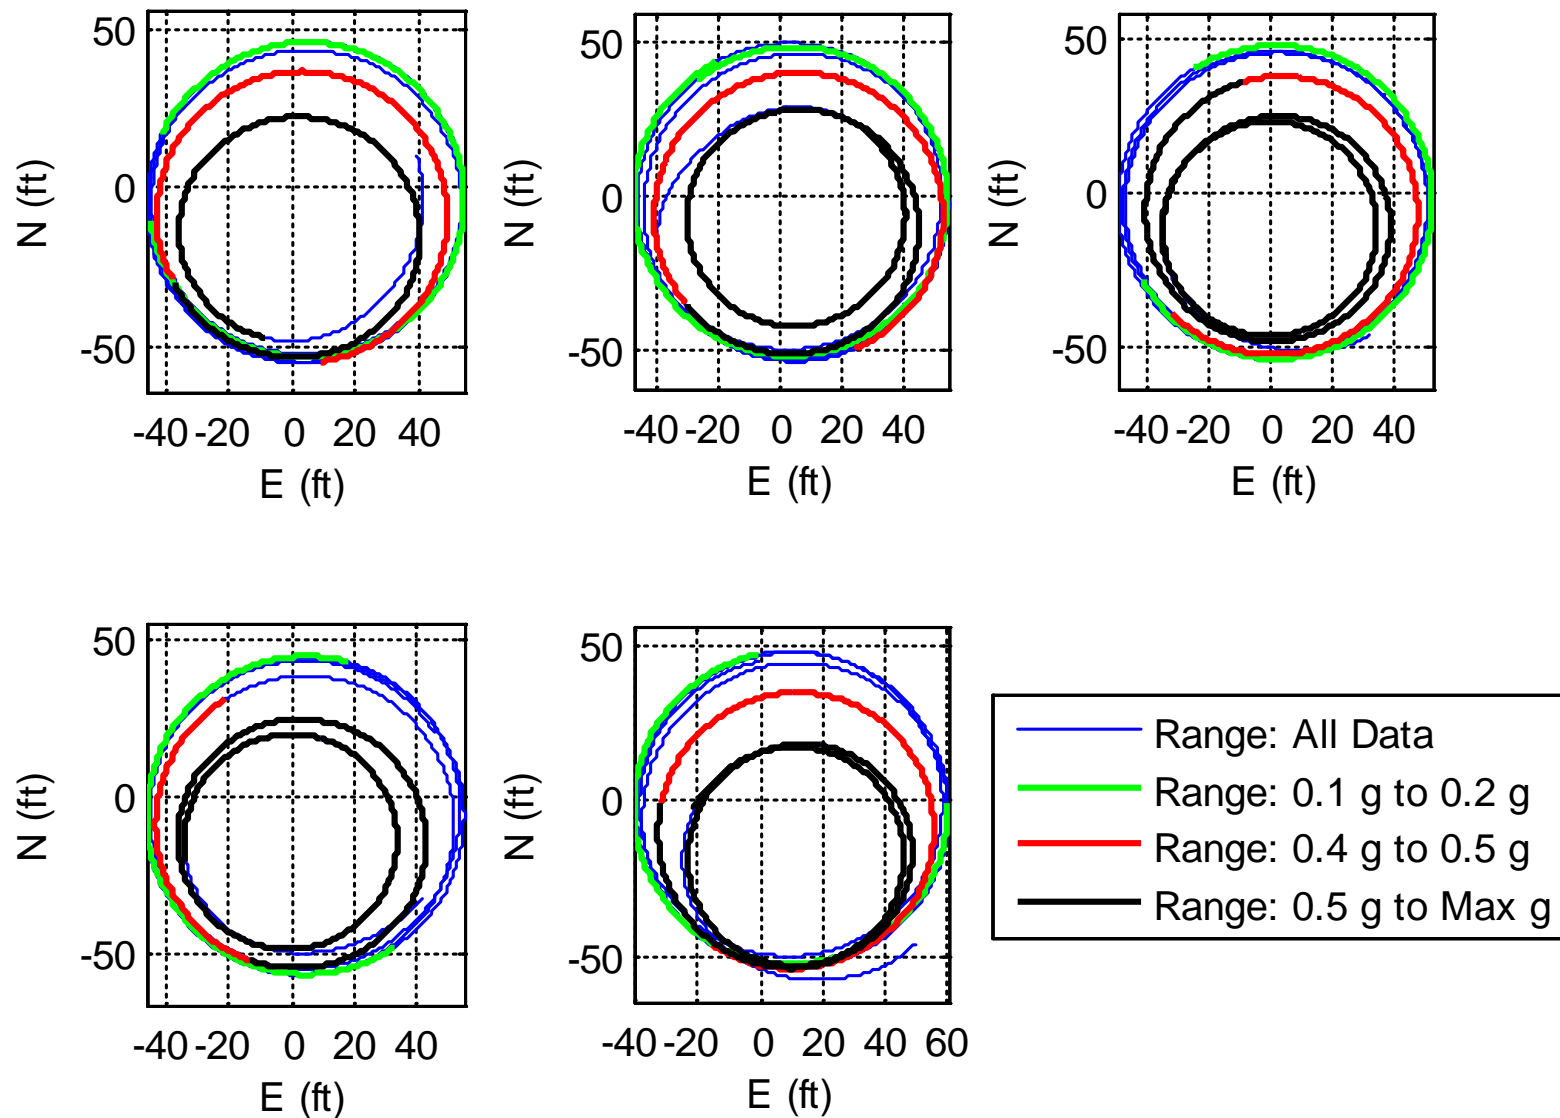 50
0
-50
N (ft)
-40 -20 0 20 40
E (ft)
50
0
-50
N (ft)
-40 -20 0 20 40
E (ft)
50
0
-50
N (ft)
-40 -20 0 20 40
E (ft)
50
0
-50
N (ft)
-40 -20 0 20 40
E (ft)
50
0
-50
N (ft)
-40 -20 0 20 40 60
E (ft)
Range: All Data
Range: 0.1 g to 0.2 g
Range: 0.4 g to 0.5 g
Range: 0.5 g to Max g